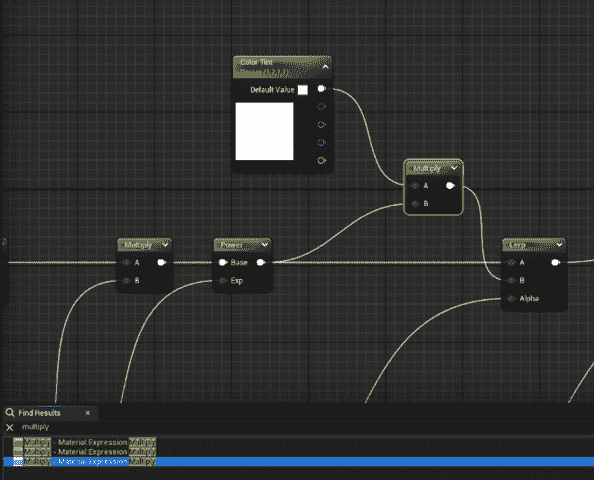 Color Tint
Default Value
Multiply
A
B
Multiply
A
B
Power
Base
Exp
Lerp
A
B
Alpha
Find Results
multiply
Multiply - Material Expression Multiply
Multiply - Material Expression Multiply
Multiply - Material Expression Multiply